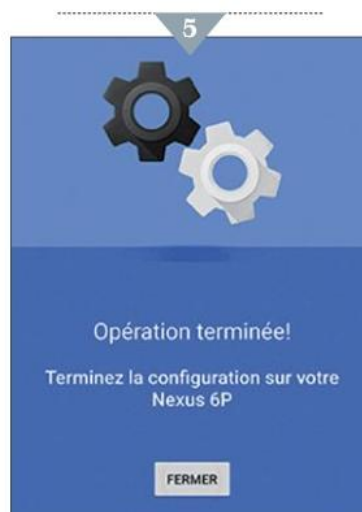 5
Opération terminée!
Terminez la configuration sur votre
Nexus 6P
FERMER